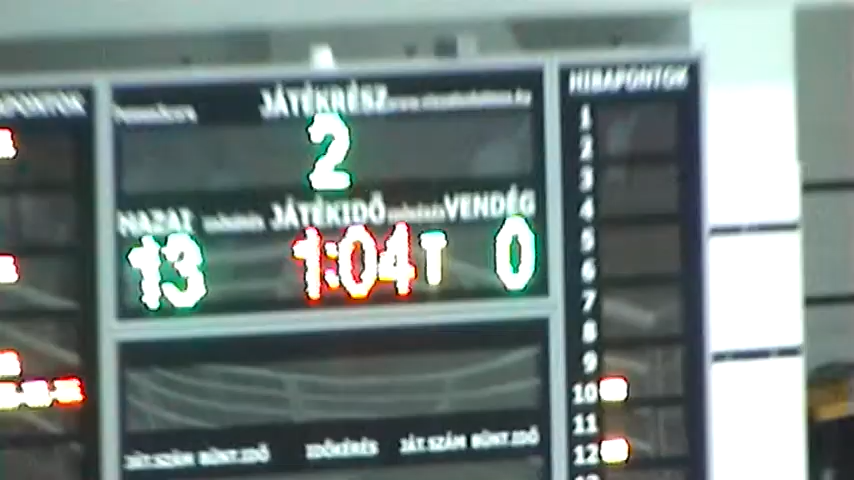 HIBAPONTOK
JÁTÉKRÉSZ
2
HAZAI JÁTÉKIDŐ VENDÉG
13 1:04 T 0
1
2
3
4
5
6
7
8
9
10
11
12
JÁT.SZÁM BÜNT.IDŐ IDŐKÉRÉS JÁT.SZÁM BÜNT.IDŐ